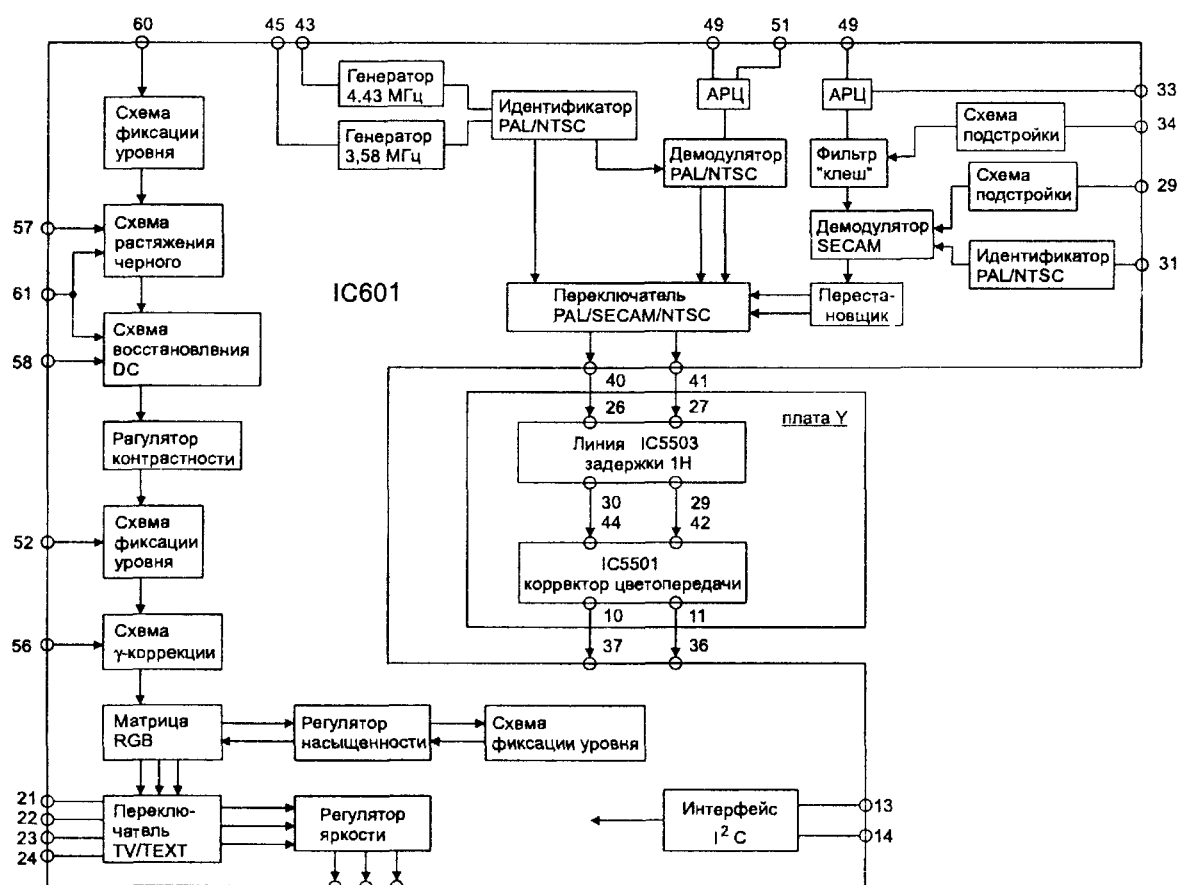 60
45 43
49
51
49
Генератор
4.43 МГц
Генератор
3,58 МГц
Идентификатор
PAL/NTSC
АРЦ
АРЦ
33
34
29
31
Схема
подстройки
Схема
подстройки
Схема
фиксации
уровня
Демодулятор
PAL/NTSC
Фильтр
"клеш"
Демодулятор
SECAM
Идентификатор
PAL/NTSC
57
61
58
Схема
растяжения
черного
IC601
Переключатель
PAL/SECAM/NTSC
Переста-
новщик
Схема
восстановления
DC
40 41
26 27
плата Y
Линия IC5503
задержки 1Н
30 29
44 42
IC5501
корректор цветопередачи
10 11
37 36
Регулятор
контрастности
52
Схема
фиксации
уровня
56
Схема
γ-коррекции
Матрица
RGB
Регулятор
насыщенности
Схема
фиксации уровня
21
22
23
24
Переклю-
чатель
TV/TEXT
Регулятор
яркости
Интерфейс
I² C
13
14